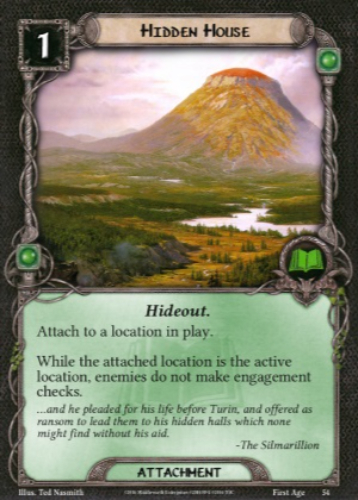 1
HIDDEN HOUSE
Hideout.
Attach to a location in play.
While the attached location is the active
location, enemies do not make engagement
checks.
...and he pleaded for his life before Turin, and offered as
ransom to lead them to his hidden halls which none
might find without his aid.
-The Silmarillion
ATTACHMENT
Illus. Ted Nasmith
First Age
54